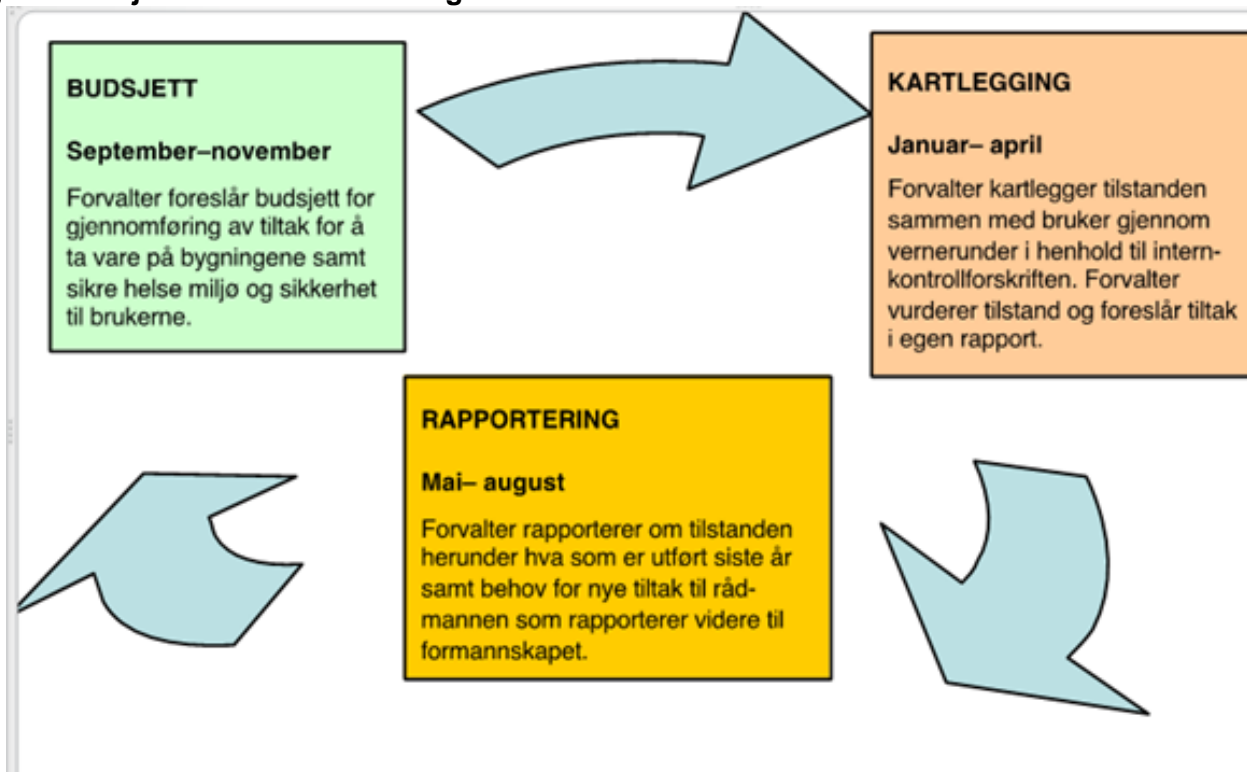 BUDSJETT
September–november
Forvalter foreslår budsjett for
gjennomføring av tiltak for å
ta vare på bygningene samt
sikre helse miljø og sikkerhet
til brukerne.
KARTLEGGING
Januar– april
Forvalter kartlegger tilstanden
sammen med bruker gjennom
vernerunder i henhold til intern-
kontrollforskriften. Forvalter
vurderer tilstand og foreslår tiltak
i egen rapport.
RAPPORTERING
Mai– august
Forvalter rapporterer om tilstanden
herunder hva som er utført siste år
samt behov for nye tiltak til råd-
mannen som rapporterer videre til
formannskapet.